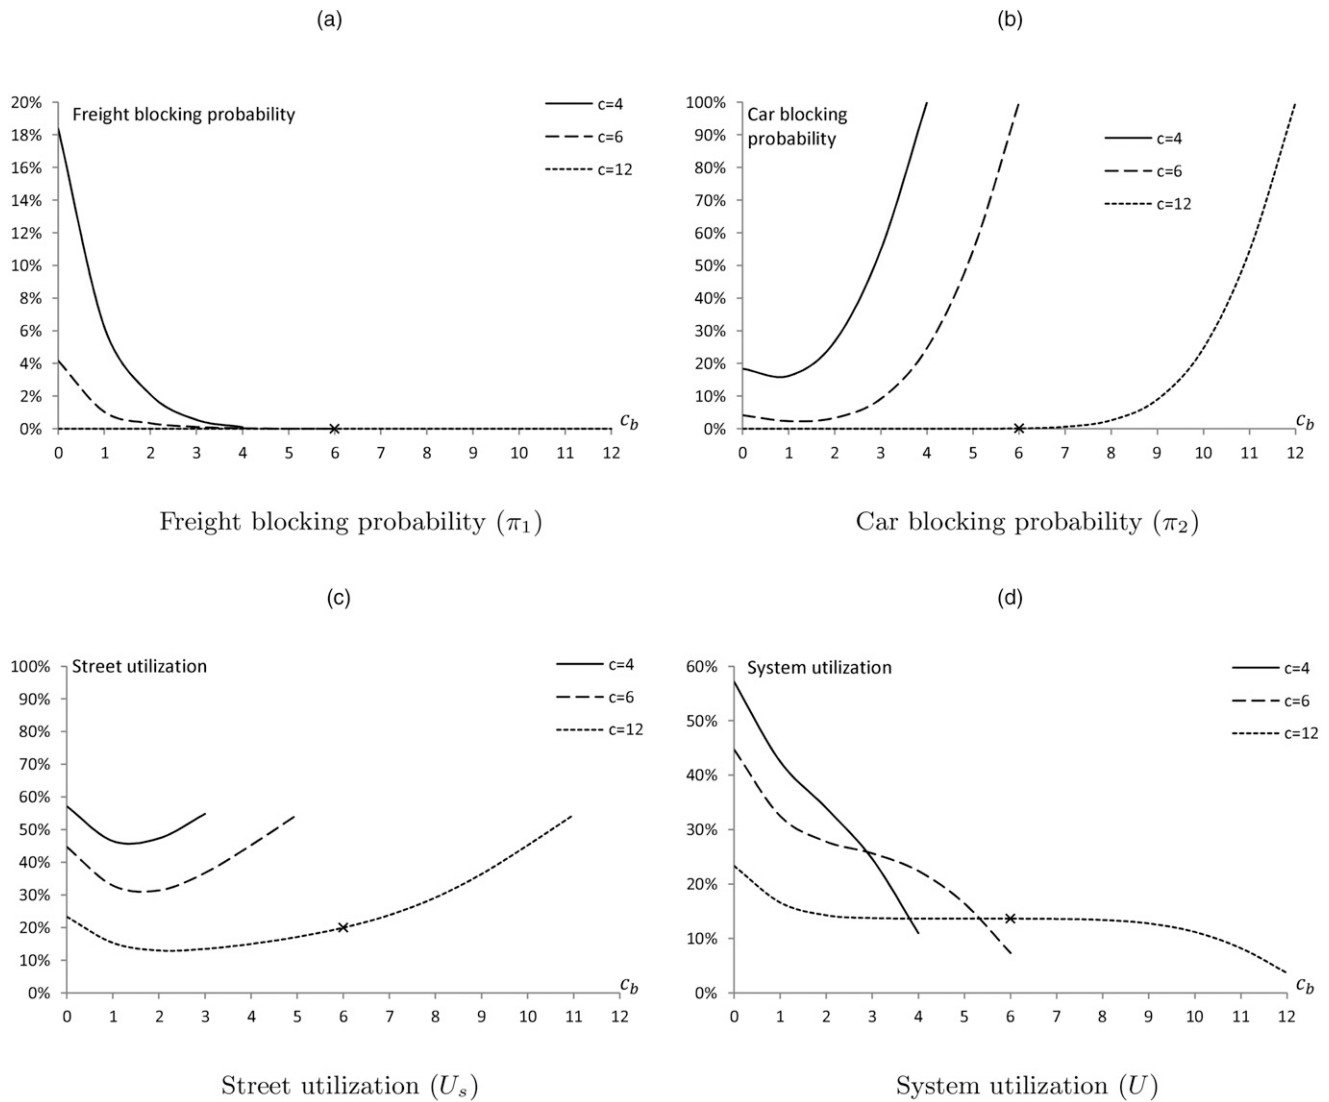 (a)
(b)
20%
18%
16%
14%
12%
10%
8%
6%
4%
2%
0%
Freight blocking probability
c=4
c=6
c=12
c_b
0 1 2 3 4 5 6 7 8 9 10 11 12
Freight blocking probability (π₁)
100%
90%
80%
70%
60%
50%
40%
30%
20%
10%
0%
Car blocking
probability
c=4
c=6
c=12
c_b
0 1 2 3 4 5 6 7 8 9 10 11 12
Car blocking probability (π₂)
(c)
(d)
100%
90%
80%
70%
60%
50%
40%
30%
20%
10%
0%
Street utilization
c=4
c=6
c=12
c_b
0 1 2 3 4 5 6 7 8 9 10 11 12
Street utilization (U_s)
60%
50%
40%
30%
20%
10%
0%
System utilization
c=4
c=6
c=12
c_b
0 1 2 3 4 5 6 7 8 9 10 11 12
System utilization (U)